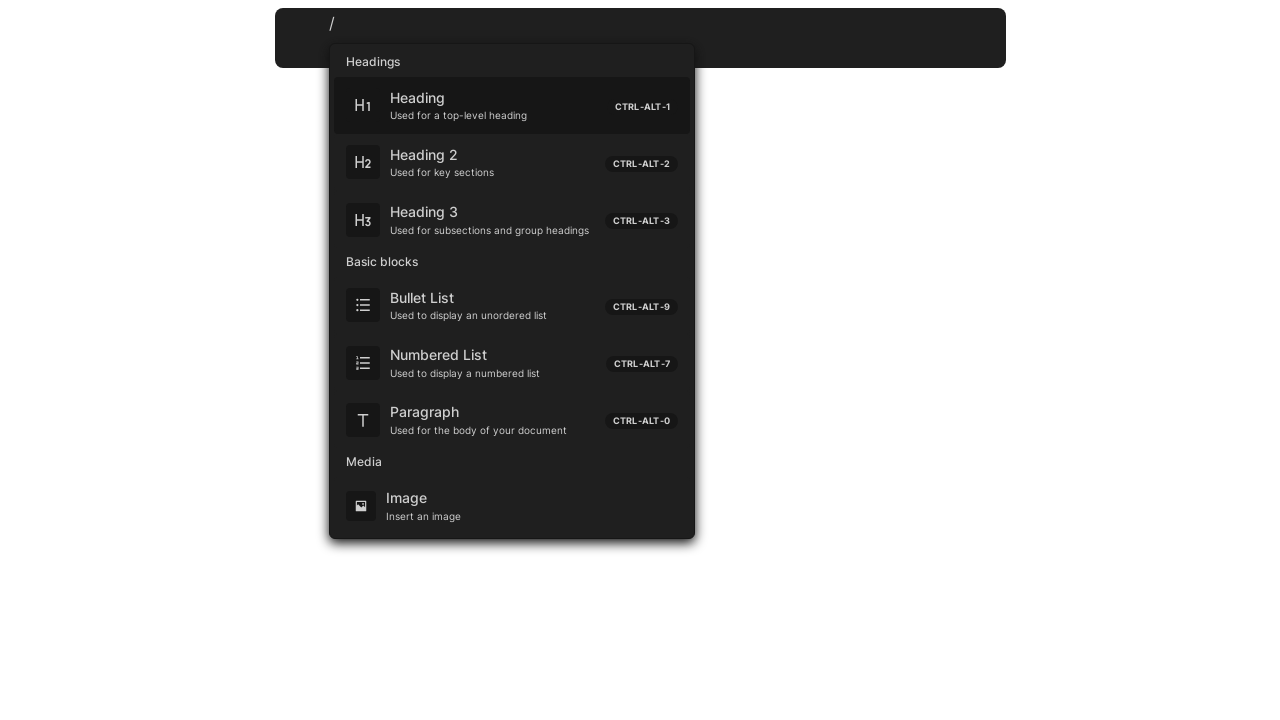 /
Headings
H1 Heading CTRL-ALT-1
Used for a top-level heading
H2 Heading 2 CTRL-ALT-2
Used for key sections
H3 Heading 3 CTRL-ALT-3
Used for subsections and group headings
Basic blocks
Bullet List CTRL-ALT-9
Used to display an unordered list
Numbered List CTRL-ALT-7
Used to display a numbered list
T Paragraph CTRL-ALT-0
Used for the body of your document
Media
Image
Insert an image